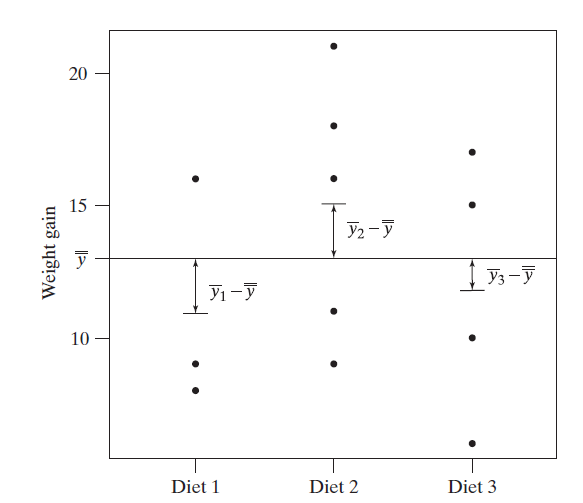 20
15
Weight gain
y̿
10
y̅₂ – y̿
y̅₃ – y̿
y̅₁ – y̿
Diet 1 Diet 2 Diet 3